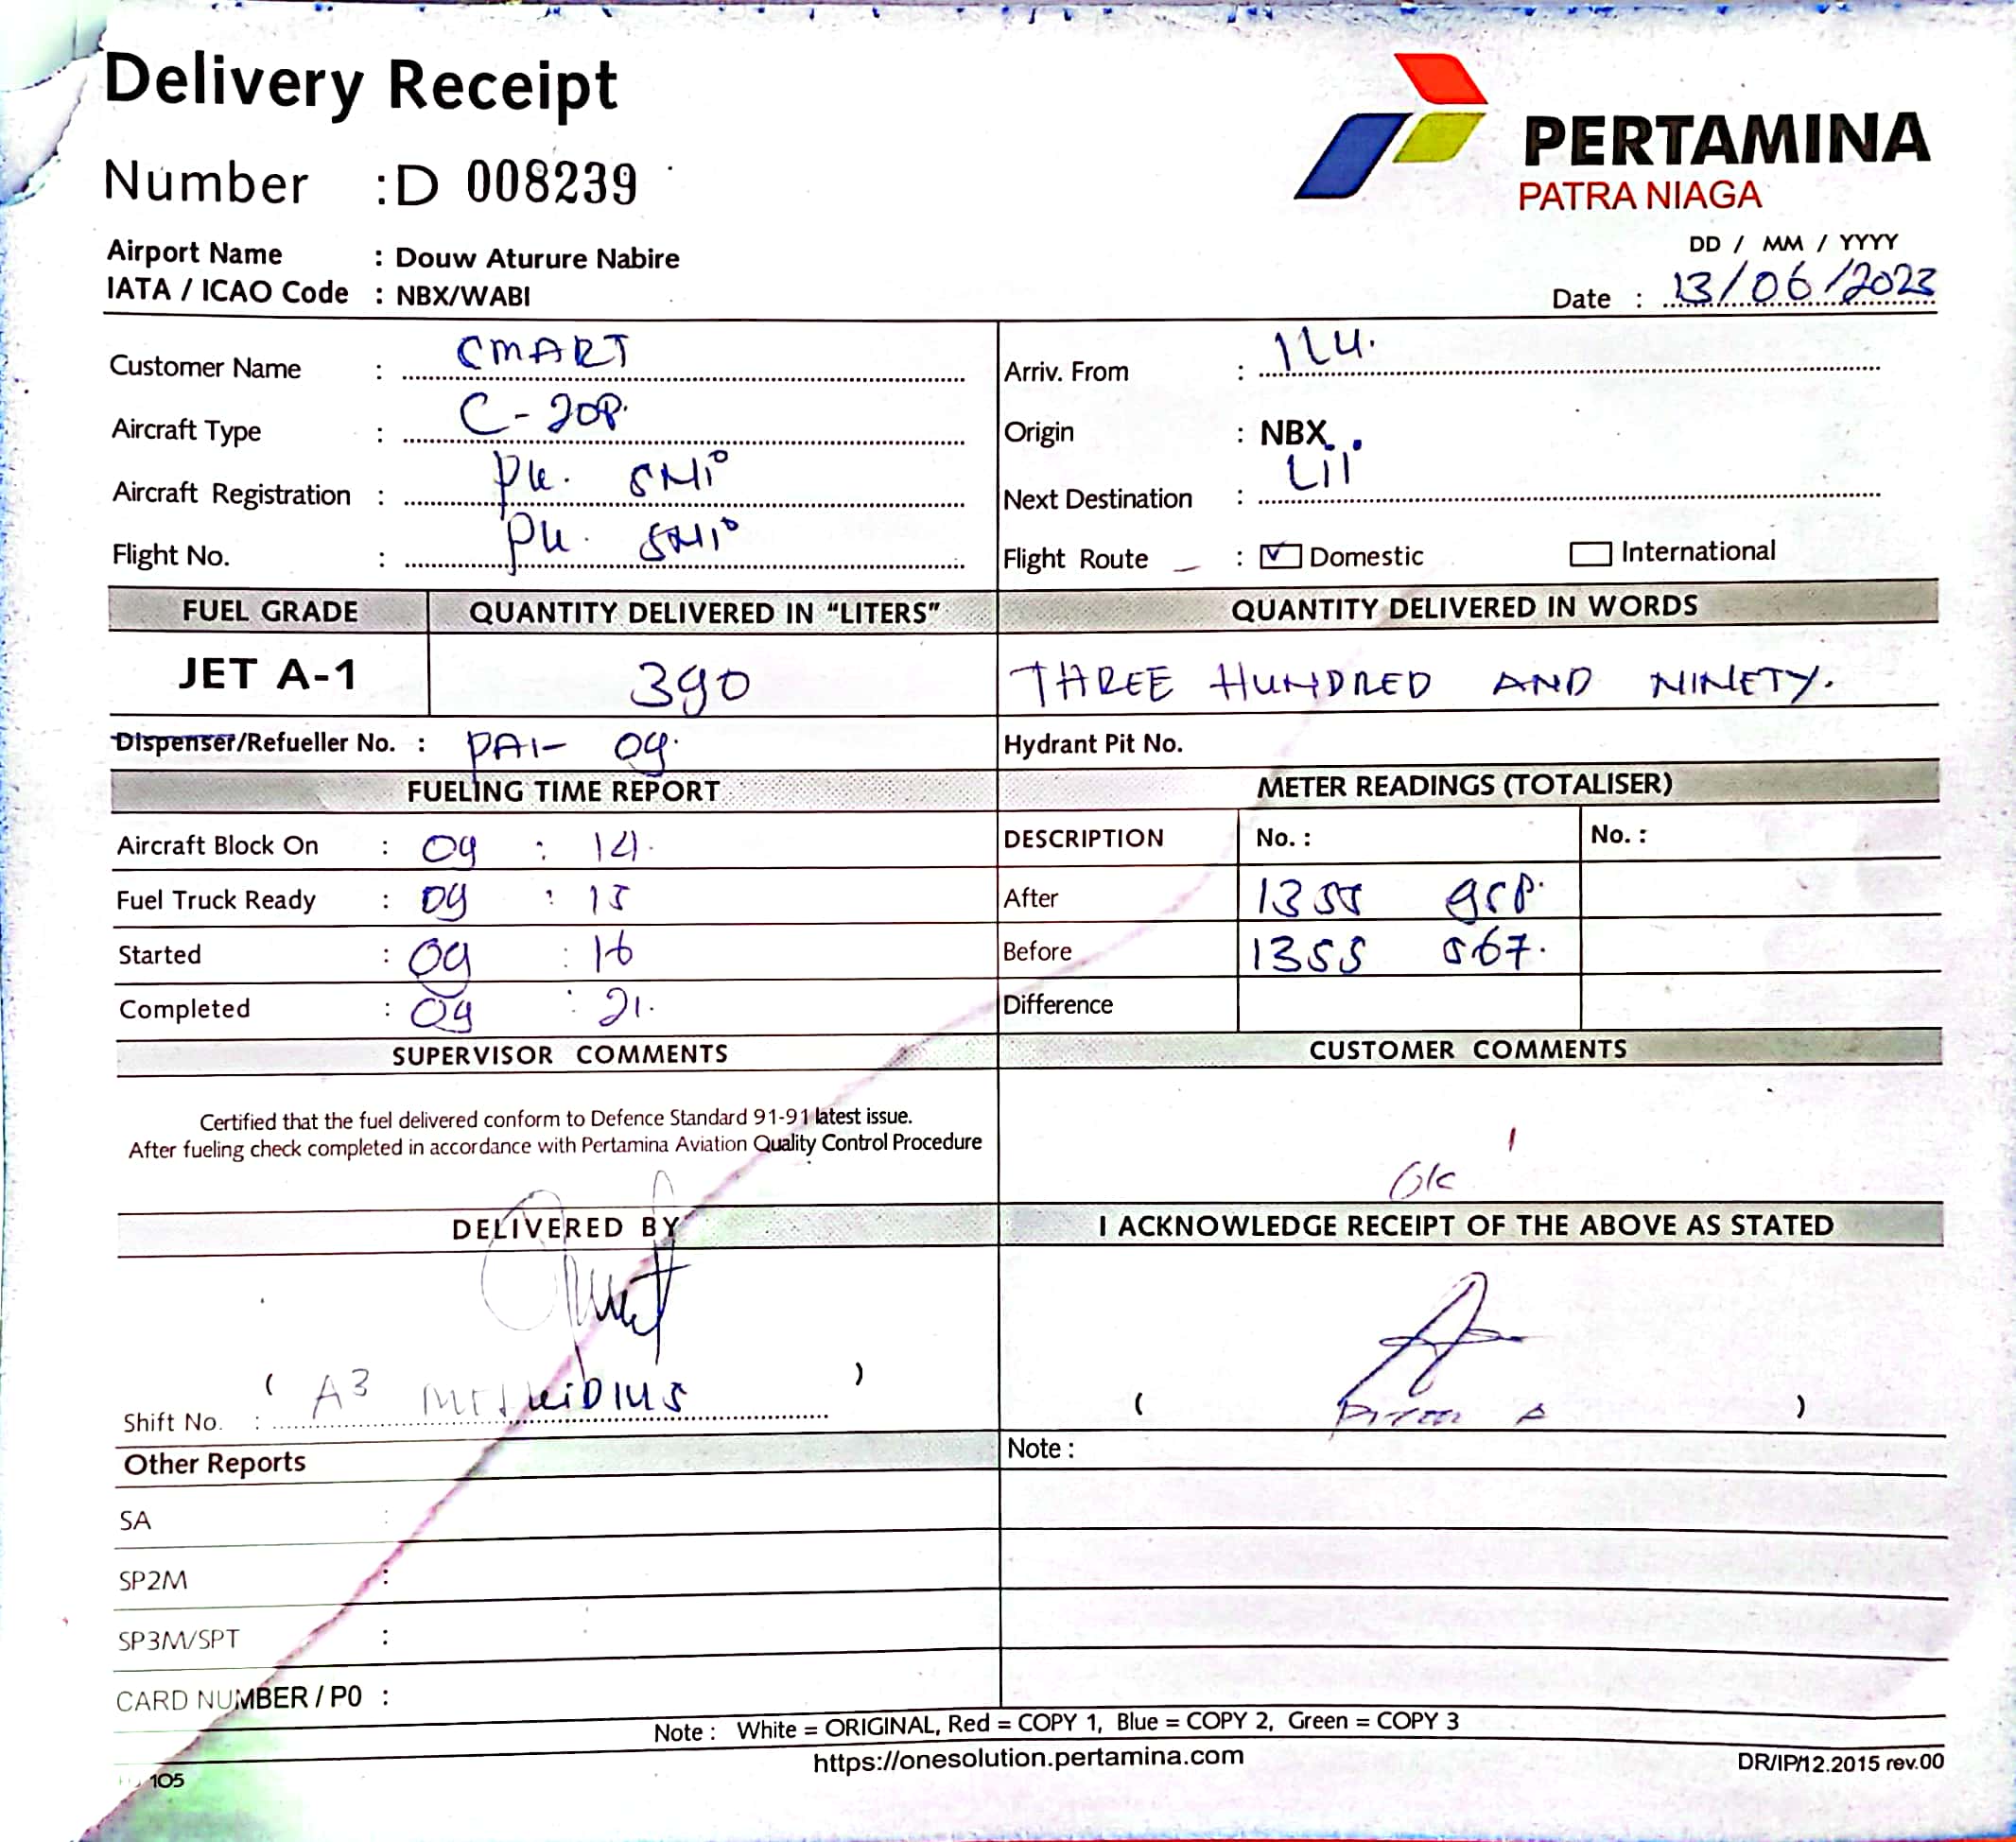 Delivery Receipt
PERTAMINA
PATRA NIAGA
Number : D 008239
Airport Name : Douw Aturure Nabire
IATA / ICAO Code : NBX/WABI
DD / MM / YYYY
Date : 13/06/2023
Customer Name : CMART
Arriv. From : ILU.
Aircraft Type : C-208.
Origin : NBX
Aircraft Registration : PK. SNI
Next Destination : Lii
Flight No. : PK. SNI
Flight Route : Domestic International
FUEL GRADE QUANTITY DELIVERED IN “LITERS” QUANTITY DELIVERED IN WORDS
JET A-1 390 THREE HUNDRED AND NINETY.
Dispenser/Refueller No. : PAI- 09.
Hydrant Pit No.
FUELING TIME REPORT METER READINGS (TOTALISER)
Aircraft Block On : 09 : 14.
DESCRIPTION No. : No. :
Fuel Truck Ready : 09 : 15
After 1355 958.
Started : 09 : 16
Before 1355 567.
Completed : 09 : 21.
Difference
SUPERVISOR COMMENTS CUSTOMER COMMENTS
Certified that the fuel delivered conform to Defence Standard 91-91 latest issue.
After fueling check completed in accordance with Pertamina Aviation Quality Control Procedure
Ok
DELIVERED BY I ACKNOWLEDGE RECEIPT OF THE ABOVE AS STATED
( A3 )
( )
Shift No. :
Other Reports Note :
SA :
SP2M :
SP3M/SPT :
CARD NUMBER / P0 :
Note : White = ORIGINAL, Red = COPY 1, Blue = COPY 2, Green = COPY 3
https://onesolution.pertamina.com
105
DR/IP/12.2015 rev.00